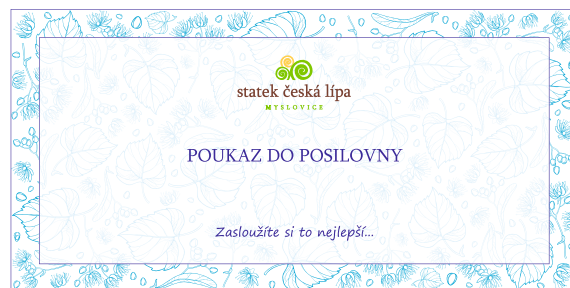 statek česká lípa
MYSLOVICE
POUKAZ DO POSILOVNY
Zasloužíte si to nejlepší...